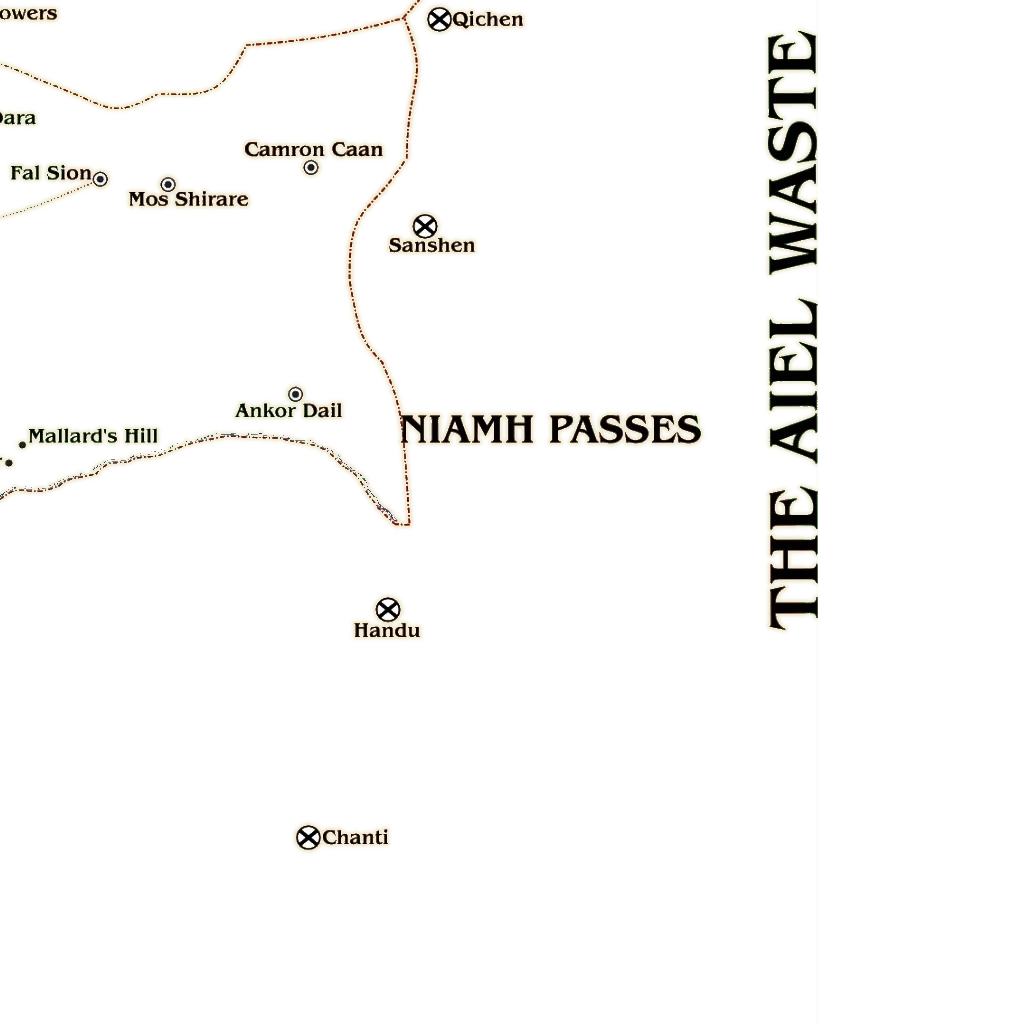 owers
Qichen
Dara
Camron Caan
Fal Sion
Mos Shirare
Sanshen
Ankor Dail
NIAMH PASSES
Mallard's Hill
Handu
Chanti
THE AIEL WASTE